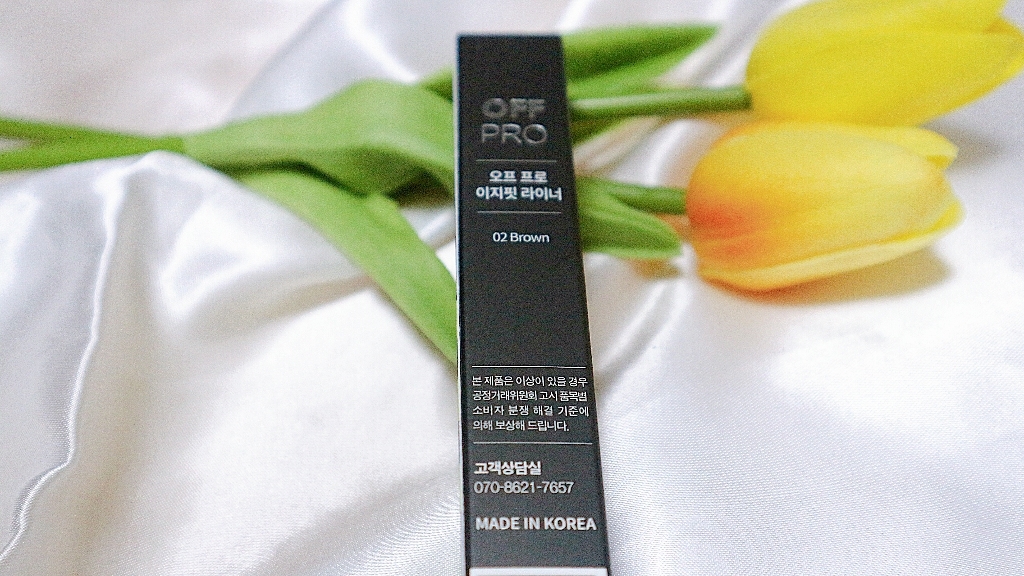 OFF
PRO
오프 프로
이지핏 라이너
02 Brown
본 제품은 이상이 있을 경우
공정거래위원회 고시 품목별
소비자 분쟁 해결 기준에
의해 보상해 드립니다.
고객상담실
070-8621-7657
MADE IN KOREA